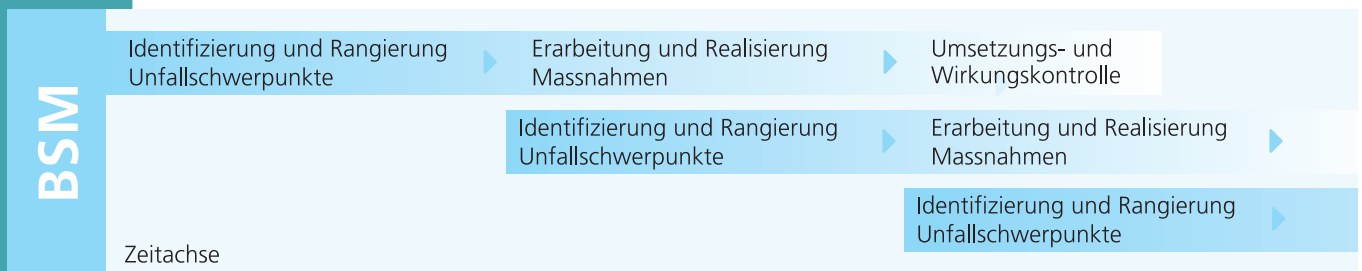 BSM
Identifizierung und Rangierung
Unfallschwerpunkte
Erarbeitung und Realisierung
Massnahmen
Umsetzungs- und
Wirkungskontrolle
Identifizierung und Rangierung
Unfallschwerpunkte
Erarbeitung und Realisierung
Massnahmen
Identifizierung und Rangierung
Unfallschwerpunkte
Zeitachse